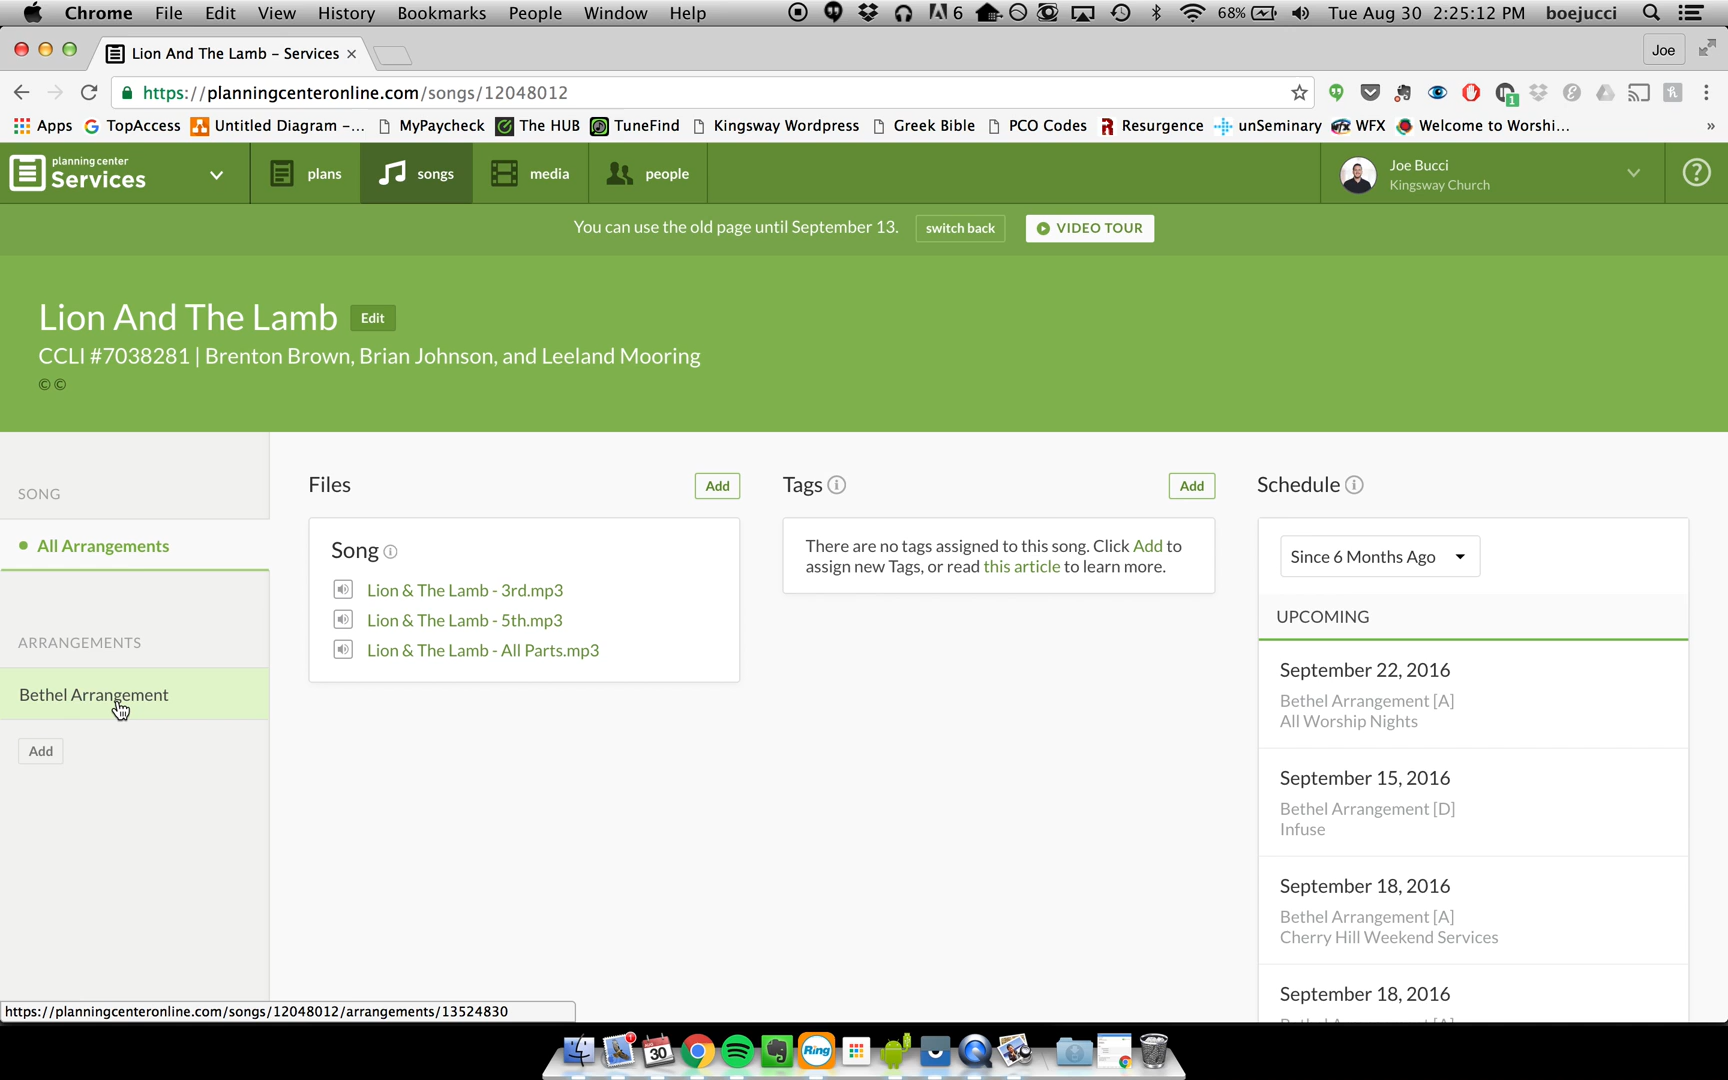 Chrome File Edit View History Bookmarks People Window Help 6 68% Tue Aug 30 2:25:12 PM boejucci
Lion And The Lamb – Services × Joe
https://planningcenteronline.com/songs/12048012 1
Apps TopAccess Untitled Diagram –... MyPaycheck The HUB TuneFind Kingsway Wordpress Greek Bible PCO Codes Resurgence unSeminary WFX Welcome to Worshi... »
planning center
Services
plans songs media people
Joe Bucci
Kingsway Church
?
You can use the old page until September 13. switch back VIDEO TOUR
Lion And The Lamb Edit
CCLI #7038281 | Brenton Brown, Brian Johnson, and Leeland Mooring
© ©
SONG
All Arrangements
ARRANGEMENTS
Bethel Arrangement
Add
Files Add
Song
Lion & The Lamb - 3rd.mp3
Lion & The Lamb - 5th.mp3
Lion & The Lamb - All Parts.mp3
Tags Add
There are no tags assigned to this song. Click Add to
assign new Tags, or read this article to learn more.
Schedule
Since 6 Months Ago
UPCOMING
September 22, 2016
Bethel Arrangement [A]
All Worship Nights
September 15, 2016
Bethel Arrangement [D]
Infuse
September 18, 2016
Bethel Arrangement [A]
Cherry Hill Weekend Services
September 18, 2016
https://planningcenteronline.com/songs/12048012/arrangements/13524830
30
Ring